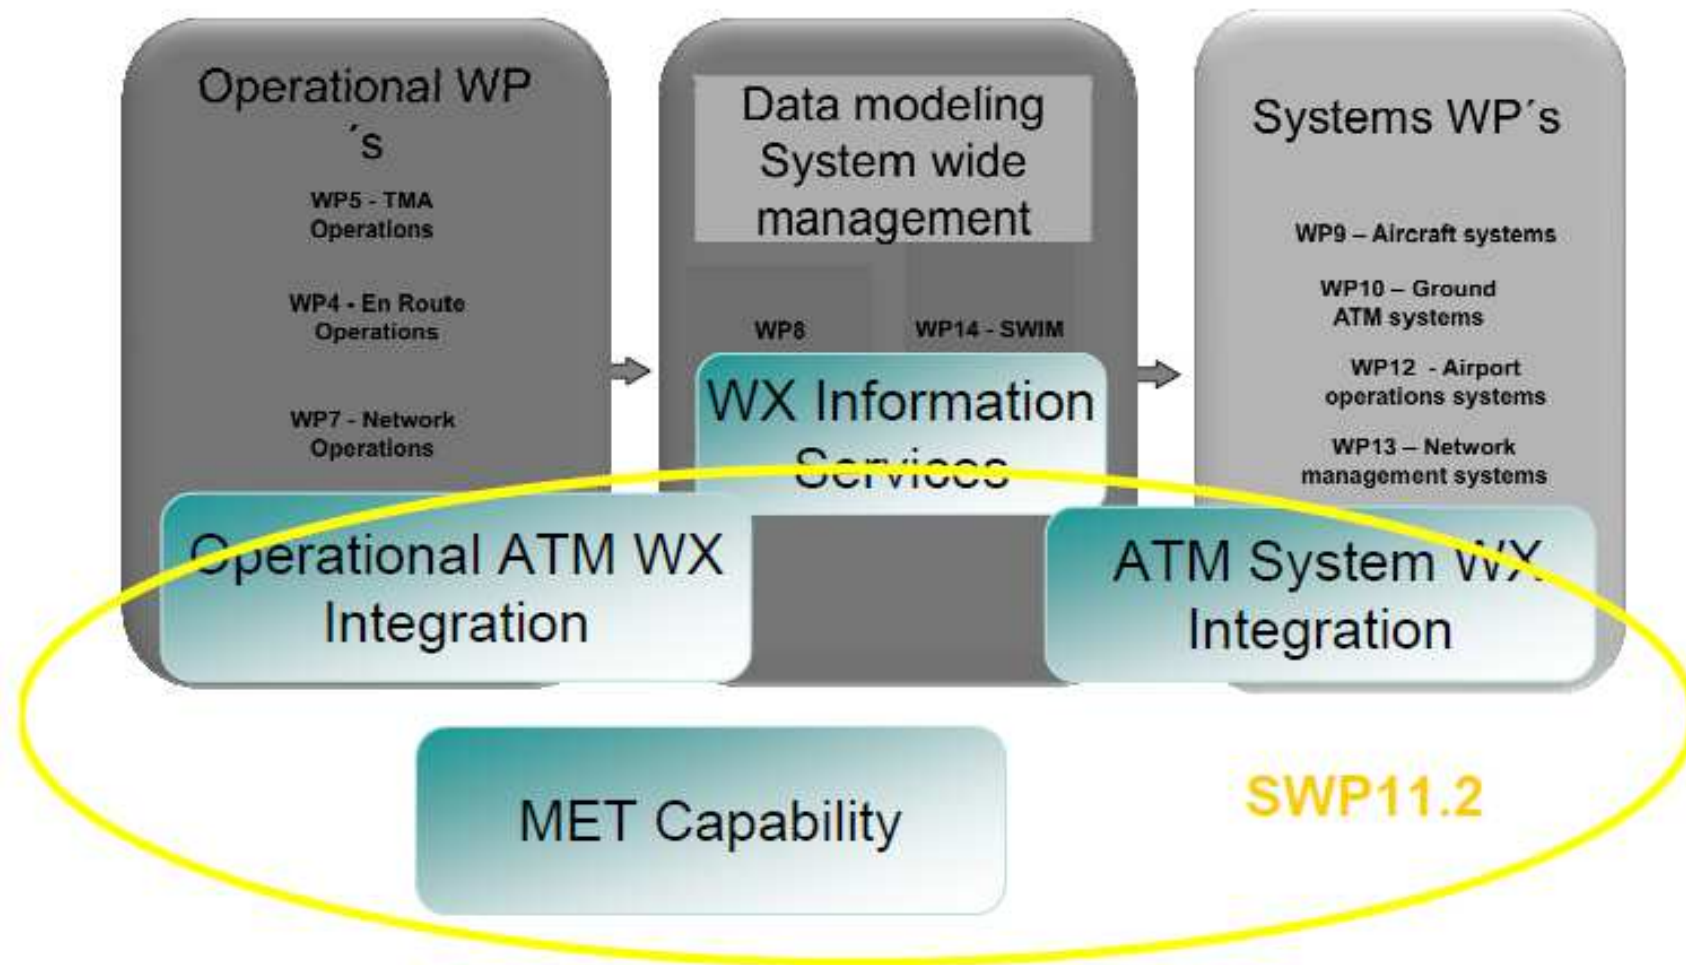 Operational WP
´s
WP5 - TMA
Operations
WP4 - En Route
Operations
WP7 - Network
Operations
Data modeling
System wide
management
WP8
WP14 - SWIM
Systems WP´s
WP9 – Aircraft systems
WP10 – Ground
ATM systems
WP12 - Airport
operations systems
WP13 – Network
management systems
WX Information
Services
Operational ATM WX
Integration
ATM System WX
Integration
MET Capability
SWP11.2